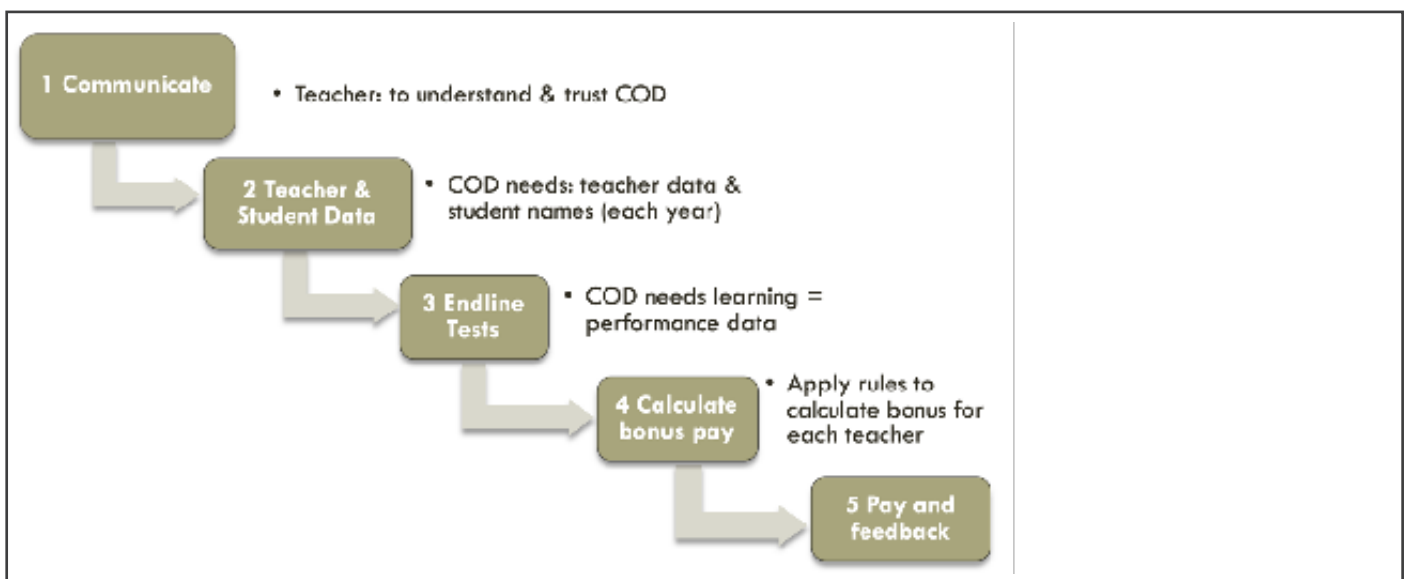 1 Communicate
• Teacher: to understand & trust COD
2 Teacher &
Student Data
• COD needs: teacher data &
student names (each year)
3 Endline
Tests
• COD needs learning =
performance data
4 Calculate
bonus pay
• Apply rules to
calculate bonus for
each teacher
5 Pay and
feedback